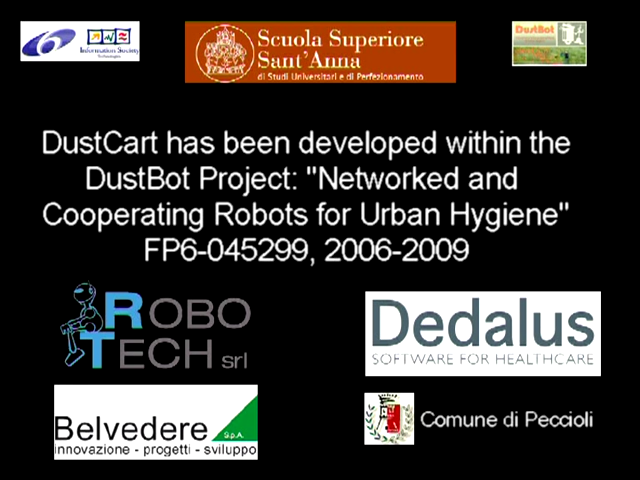 Information Society
Technologies
Scuola Superiore
Sant'Anna
di Studi Universitari e di Perfezionamento
DustBot
DustCart has been developed within the
DustBot Project: "Networked and
Cooperating Robots for Urban Hygiene"
FP6-045299, 2006-2009
ROBO
TECH srl
Dedalus
SOFTWARE FOR HEALTHCARE
Belvedere S.p.A.
innovazione - progetti - sviluppo
Comune di Peccioli